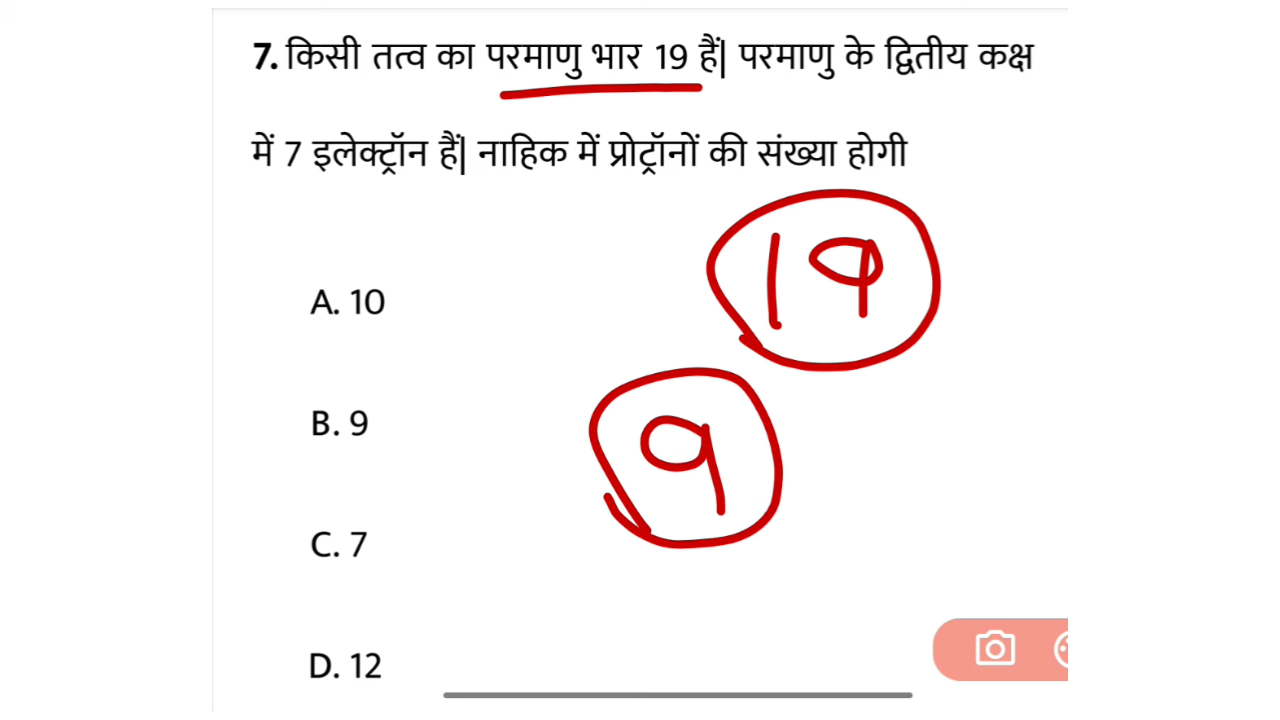 7. किसी तत्व का परमाणु भार 19 हैं| परमाणु के द्वितीय कक्ष
में 7 इलेक्ट्रॉन हैं| नाहिक में प्रोट्रॉनों की संख्या होगी
19
A. 10
B. 9
9
C. 7
D. 12